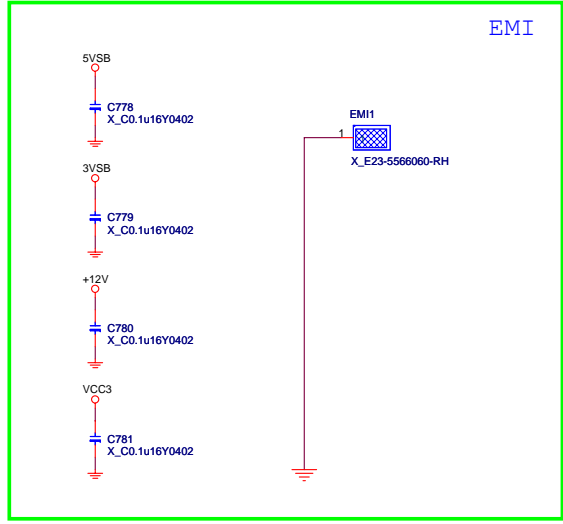 EMI
5VSB
C778
X_C0.1u16Y0402
EMI1
1
X_E23-5566060-RH
3VSB
C779
X_C0.1u16Y0402
+12V
C780
X_C0.1u16Y0402
VCC3
C781
X_C0.1u16Y0402